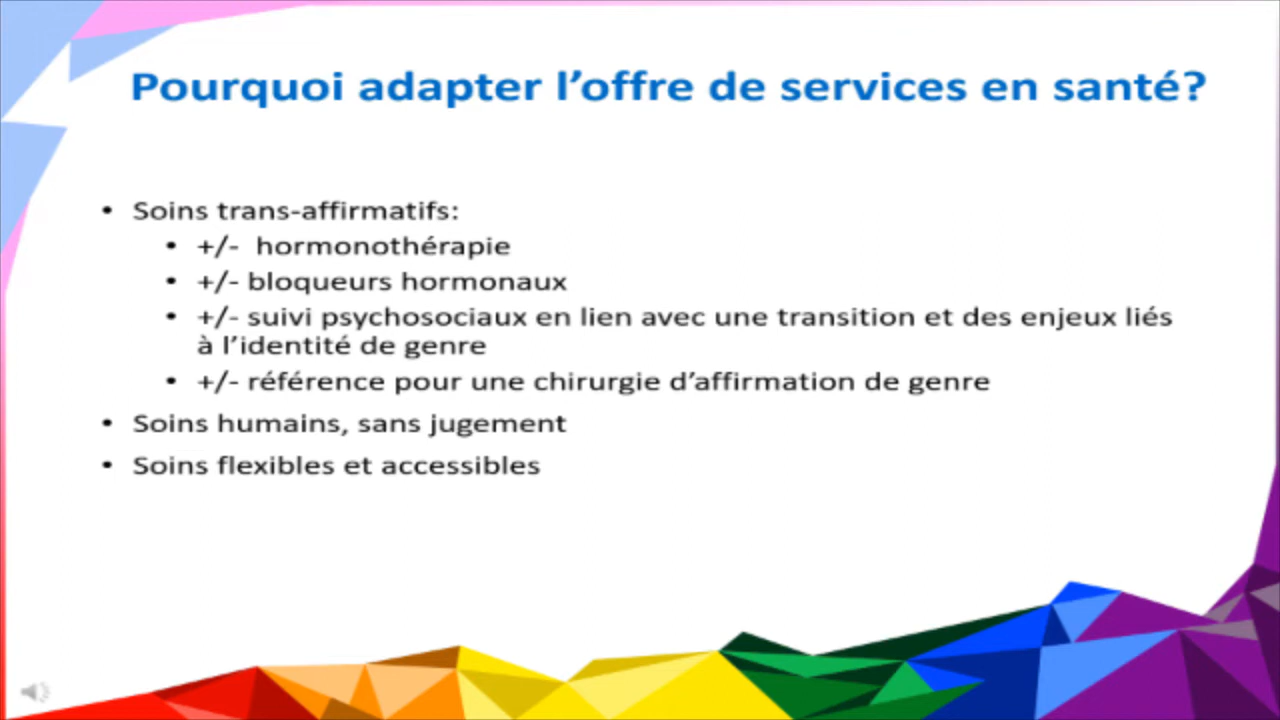 Pourquoi adapter l’offre de services en santé?
• Soins trans-affirmatifs:
• +/- hormonothérapie
• +/- bloqueurs hormonaux
• +/- suivi psychosociaux en lien avec une transition et des enjeux liés
à l’identité de genre
• +/- référence pour une chirurgie d’affirmation de genre
• Soins humains, sans jugement
• Soins flexibles et accessibles